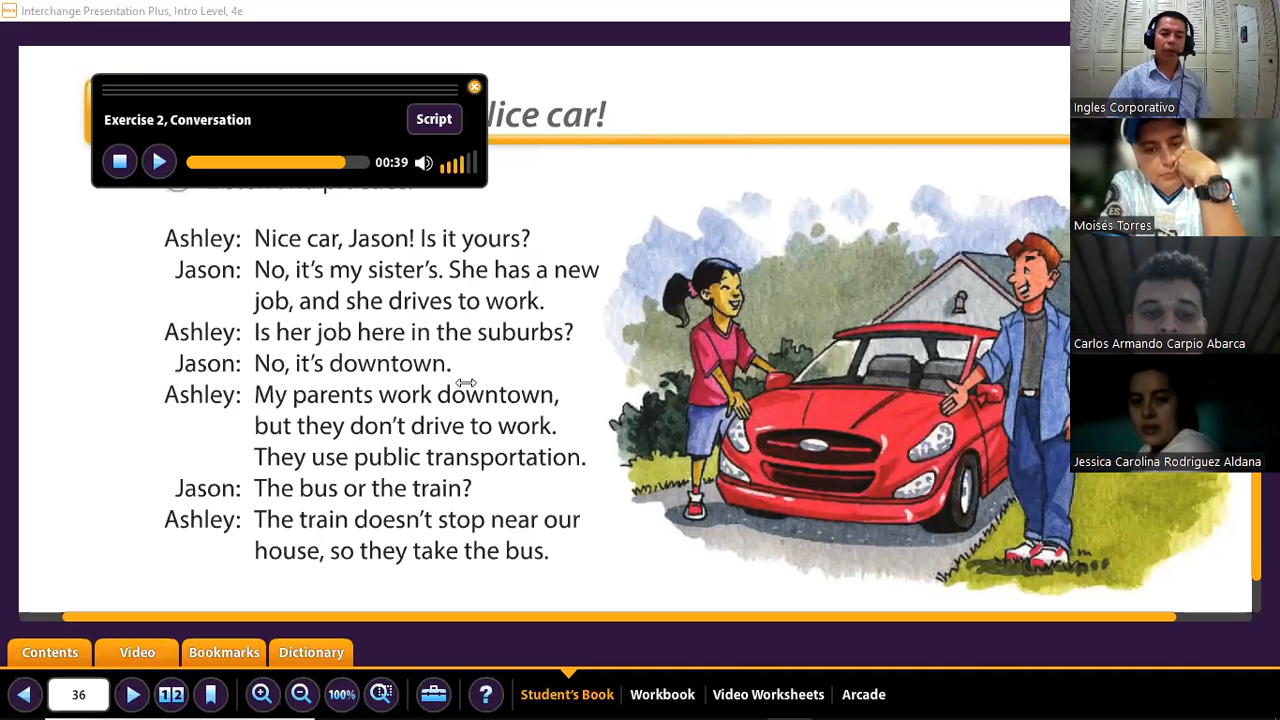 Interchange Presentation Plus, Intro Level, 4e
Exercise 2, Conversation
Script
00:39
ice car!
Ashley: Nice car, Jason! Is it yours?
Jason: No, it's my sister's. She has a new
job, and she drives to work.
Ashley: Is her job here in the suburbs?
Jason: No, it's downtown.
Ashley: My parents work downtown,
but they don't drive to work.
They use public transportation.
Jason: The bus or the train?
Ashley: The train doesn't stop near our
house, so they take the bus.
Ingles Corporativo
Moisés Torres
Carlos Armando Carpio Abarca
Jessica Carolina Rodriguez Aldana
Contents Video Bookmarks Dictionary
36 1 2 100% ? Student's Book Workbook Video Worksheets Arcade